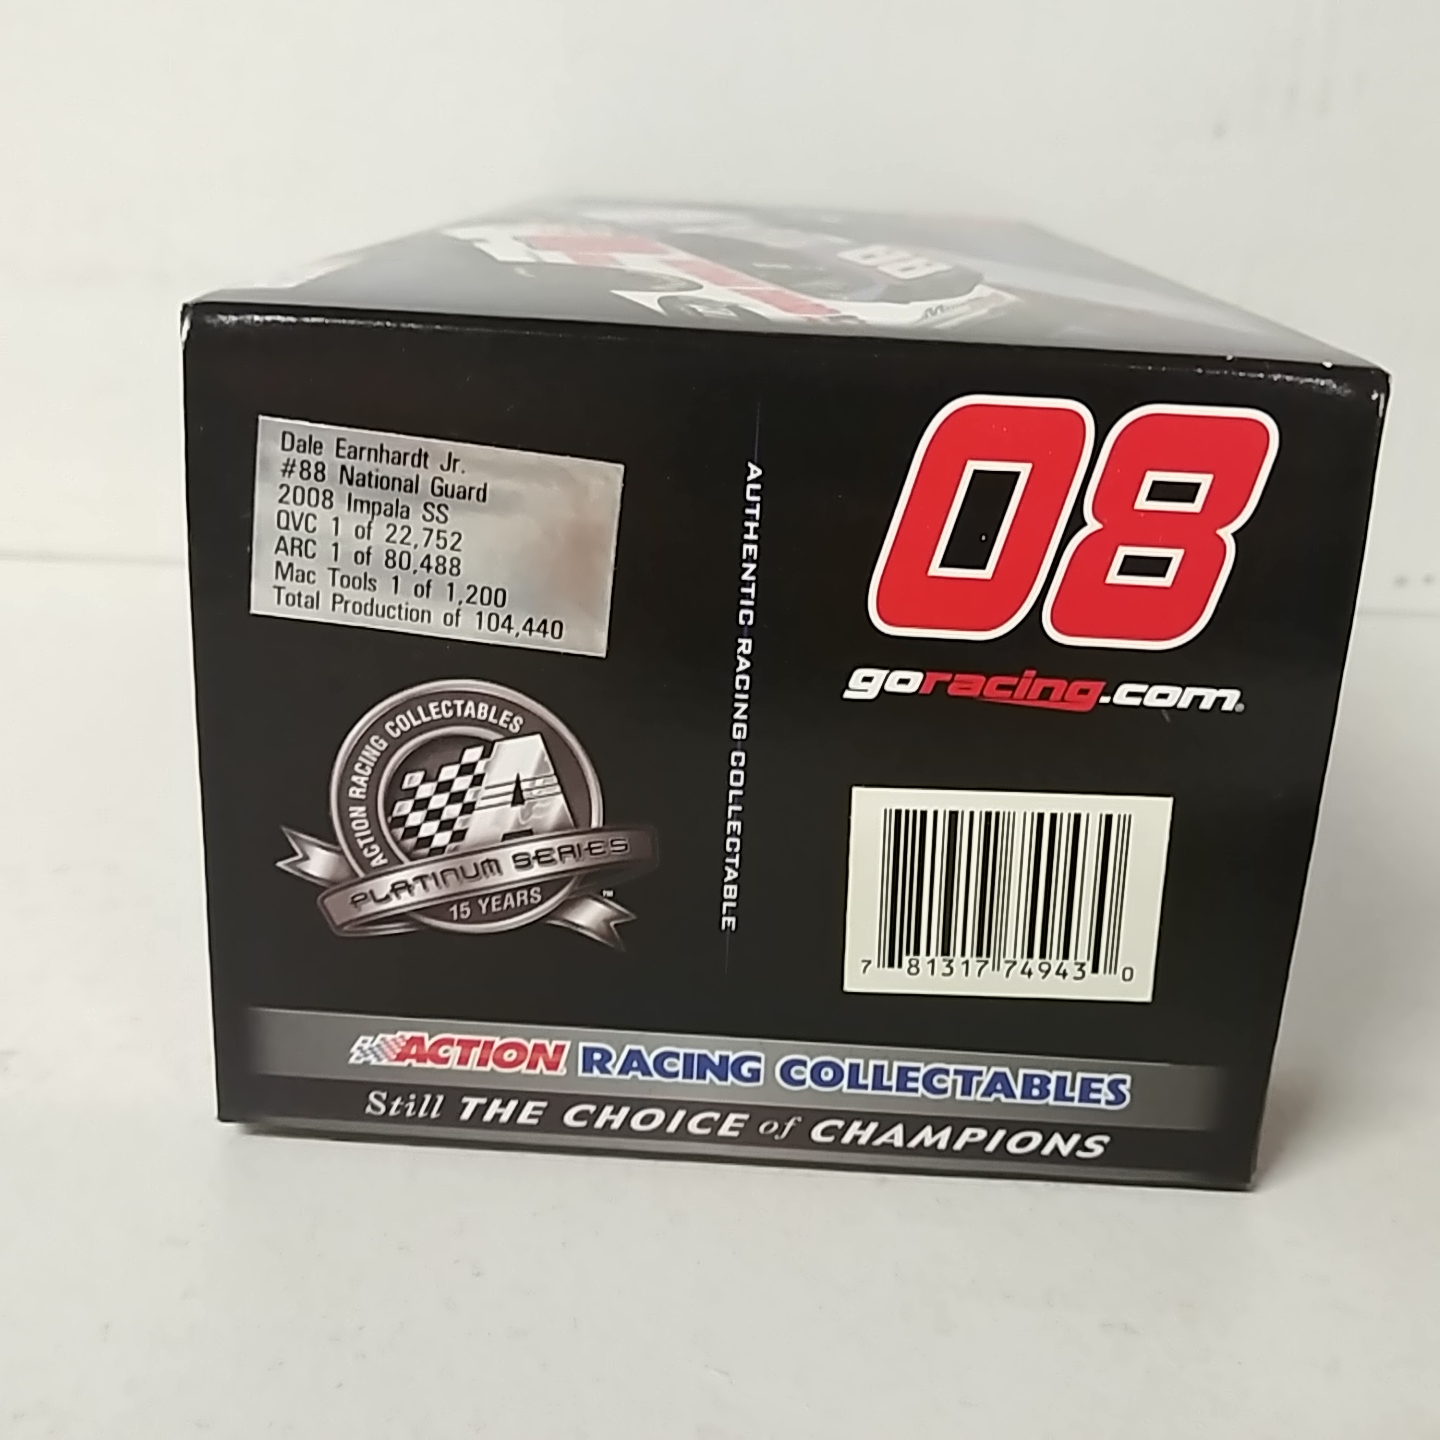 88
Dale Earnhardt Jr.
#88 National Guard
2008 Impala SS
QVC 1 of 22,752
ARC 1 of 80,488
Mac Tools 1 of 1,200
Total Production of 104,440
ACTION RACING COLLECTABLES
A
PLATINUM SERIES
™
15 YEARS
AUTHENTIC RACING COLLECTABLE
08
goracing.com®
7 81317 74943 0
ACTION RACING COLLECTABLES
Still THE CHOICE of CHAMPIONS